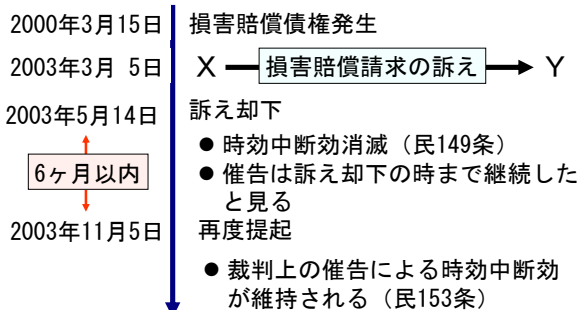 2000年3月15日 損害賠償債権発生
2003年3月 5日 X 損害賠償請求の訴え Y
2003年5月14日 訴え却下
● 時効中断効消滅（民149条）
6ヶ月以内
● 催告は訴え却下の時まで継続した
と見る
2003年11月5日 再度提起
● 裁判上の催告による時効中断効
が維持される（民153条）